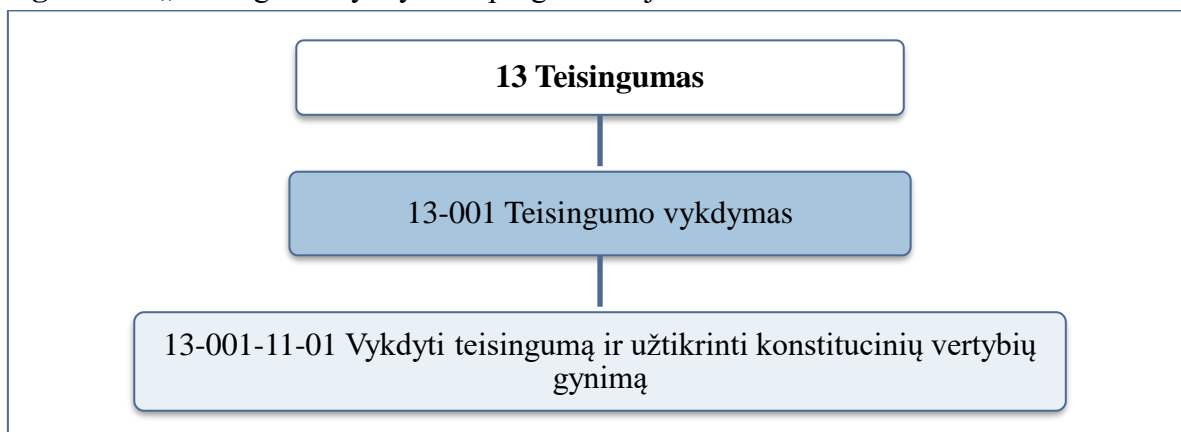 13 Teisingumas
13-001 Teisingumo vykdymas
13-001-11-01 Vykdyti teisingumą ir užtikrinti konstitucinių vertybių
gynimą